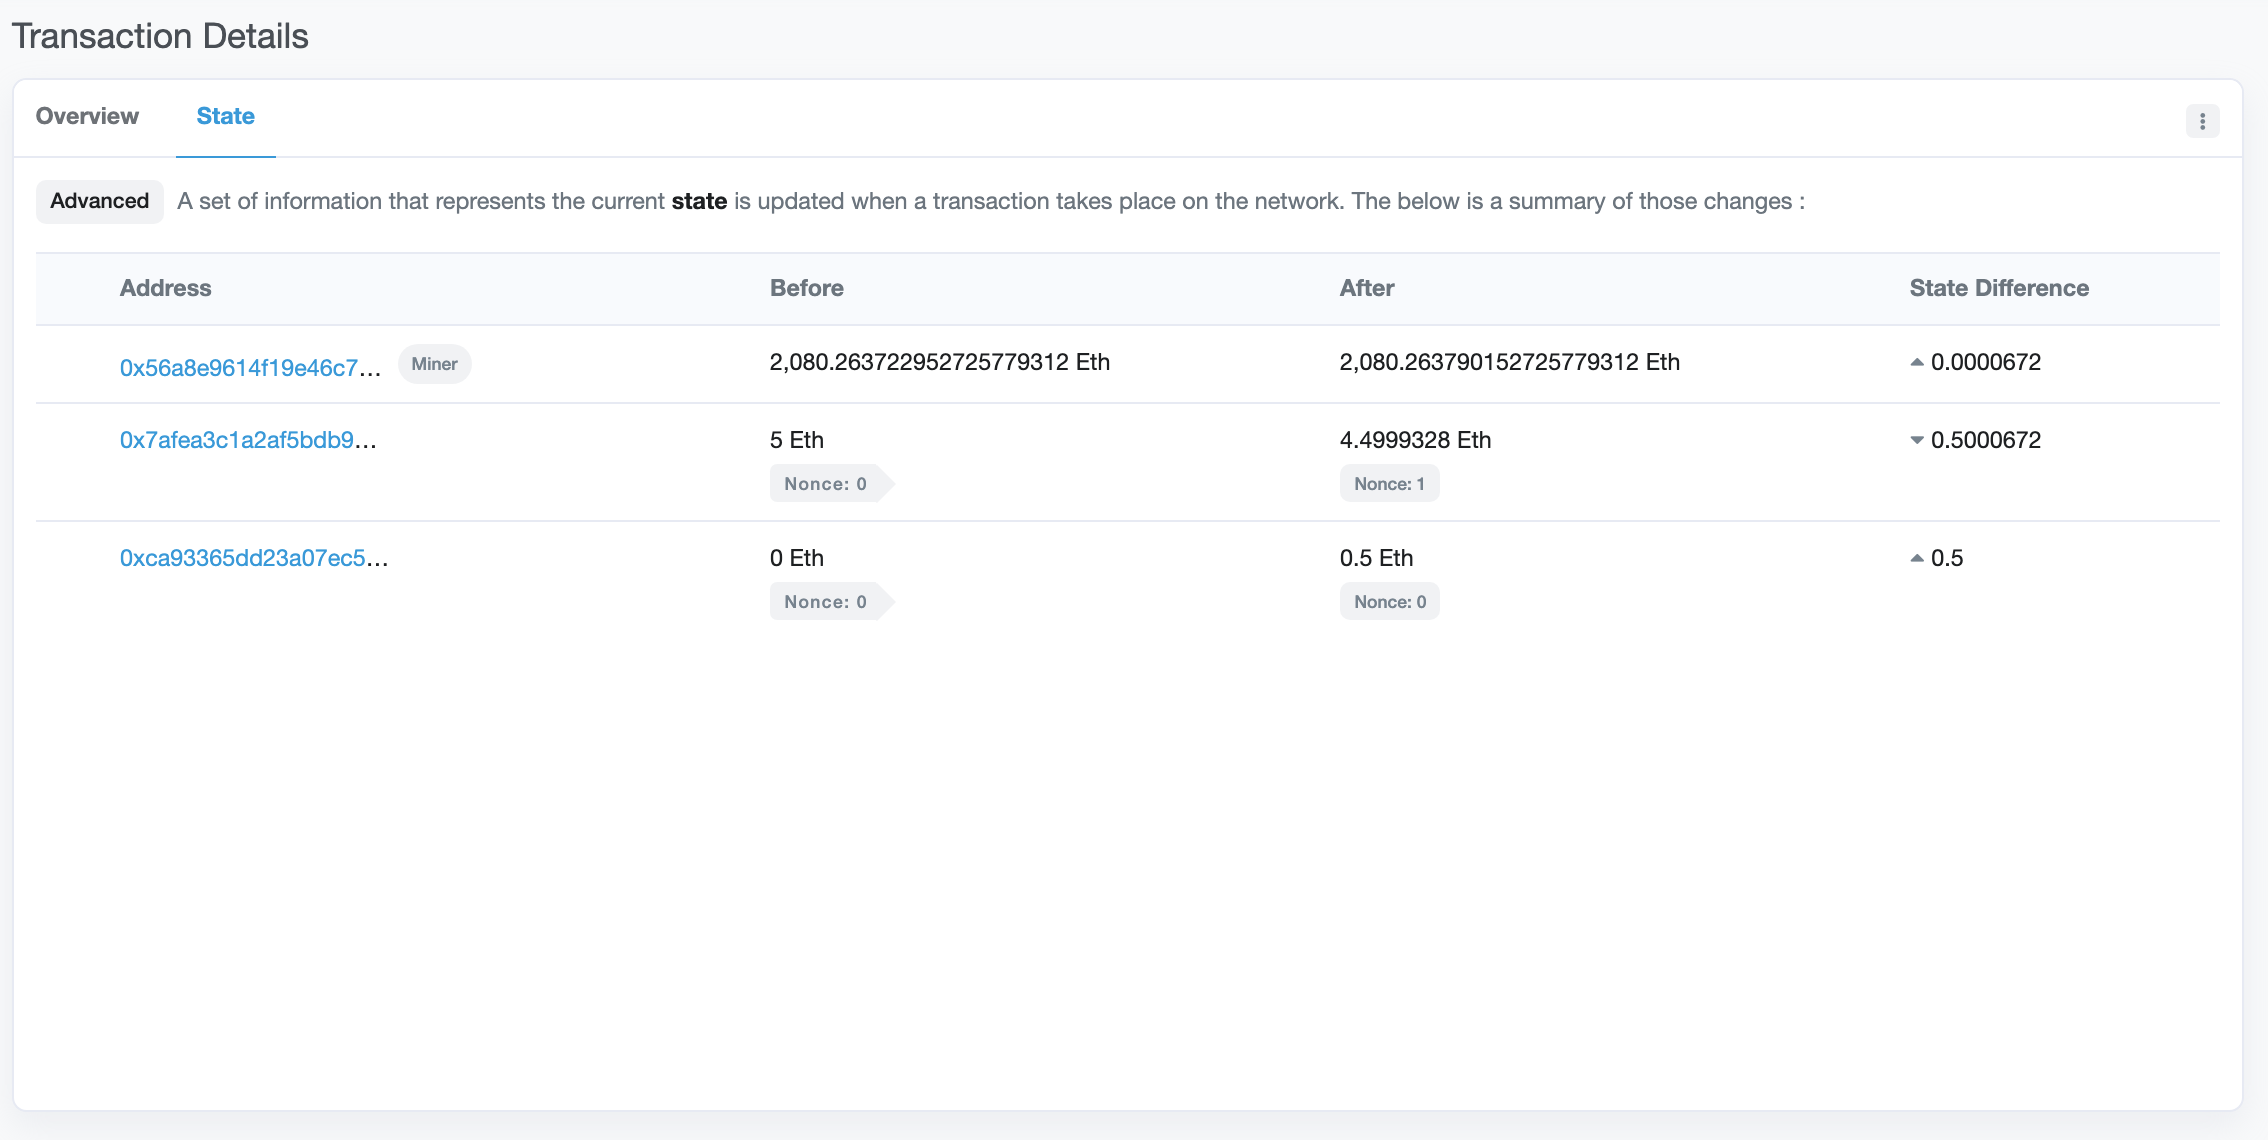 Transaction Details
Overview State
Advanced A set of information that represents the current state is updated when a transaction takes place on the network. The below is a summary of those changes :
Address Before After State Difference
0x56a8e9614f19e46c7... Miner 2,080.263722952725779312 Eth 2,080.263790152725779312 Eth 0.0000672
0x7afea3c1a2af5bdb9... 5 Eth 4.4999328 Eth 0.5000672
Nonce: 0 Nonce: 1
0xca93365dd23a07ec5... 0 Eth 0.5 Eth 0.5
Nonce: 0 Nonce: 0